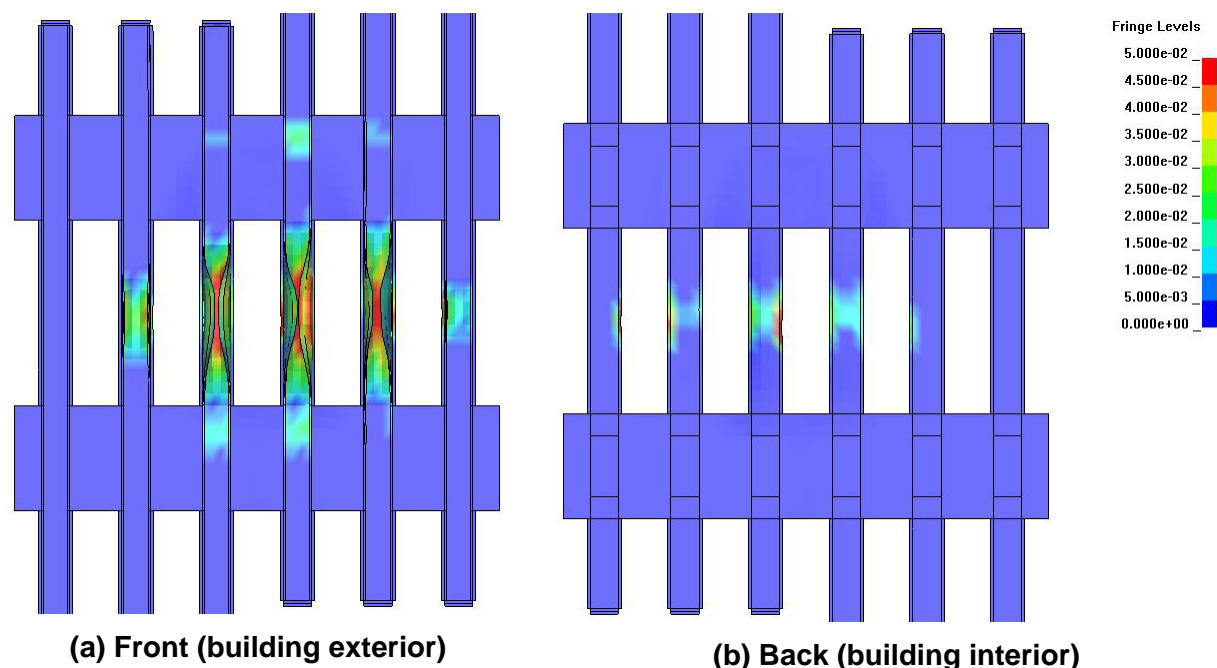 Fringe Levels
5.000e-02
4.500e-02
4.000e-02
3.500e-02
3.000e-02
2.500e-02
2.000e-02
1.500e-02
1.000e-02
5.000e-03
0.000e+00
(a) Front (building exterior)
(b) Back (building interior)